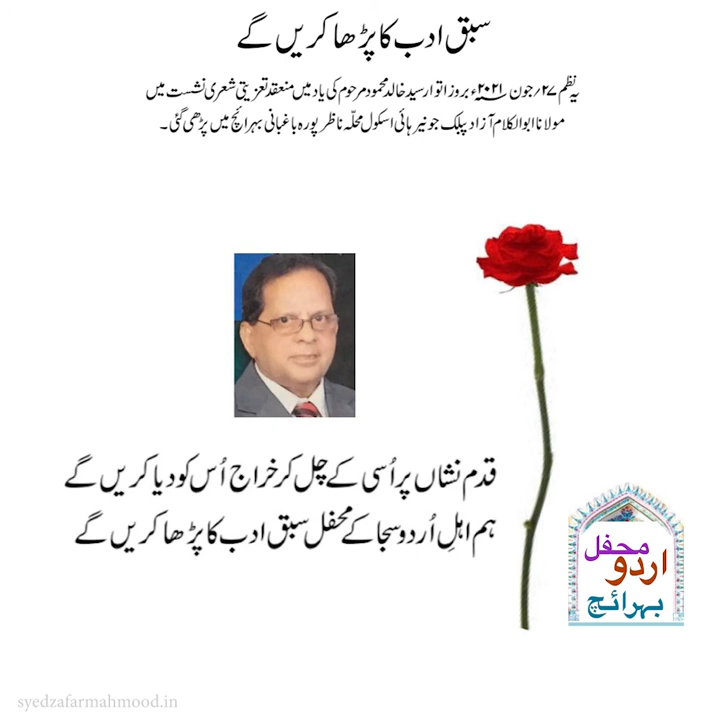 سبق ادب کا پڑھا کریں گے
یہ نظم ۲۷/جون ۲۰۲۱ء بروز اتوار سید خالد محمود مرحوم کی یاد میں منعقد تعزیتی شعری نشست میں
مولانا ابوالکلام آزاد پبلک جونیر ہائی اسکول محلّہ ناظر پورہ باغبانی بہرائچ میں پڑھی گئی۔
قدم نشاں پر اُسی کے چل کر خراج اُس کو دیا کریں گے
ہم اہلِ اُردو سجا کے محفل سبق ادب کا پڑھا کریں گے
محفل
اردو
بہرائچ
syedzafarmahmood.in